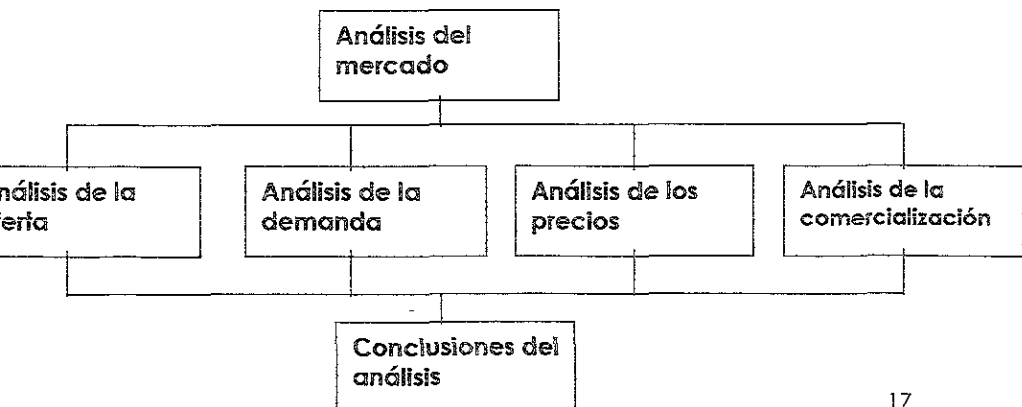 Análisis del
mercado
nálisis de la
ferta
Análisis de la
demanda
Análisis de los
precios
Análisis de la
comercialización
Conclusiones del
análisis
17